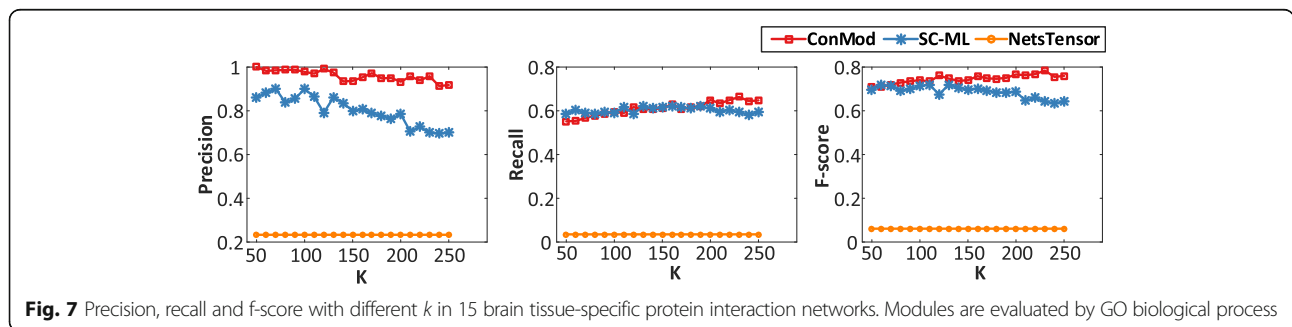 ConMod SC-ML NetsTensor
Precision
1
0.8
0.6
0.4
0.2
50 100 150 200 250
K
Recall
0.8
0.6
0.4
0.2
0
50 100 150 200 250
K
F-score
0.8
0.6
0.4
0.2
0
50 100 150 200 250
K
Fig. 7 Precision, recall and f-score with different k in 15 brain tissue-specific protein interaction networks. Modules are evaluated by GO biological process